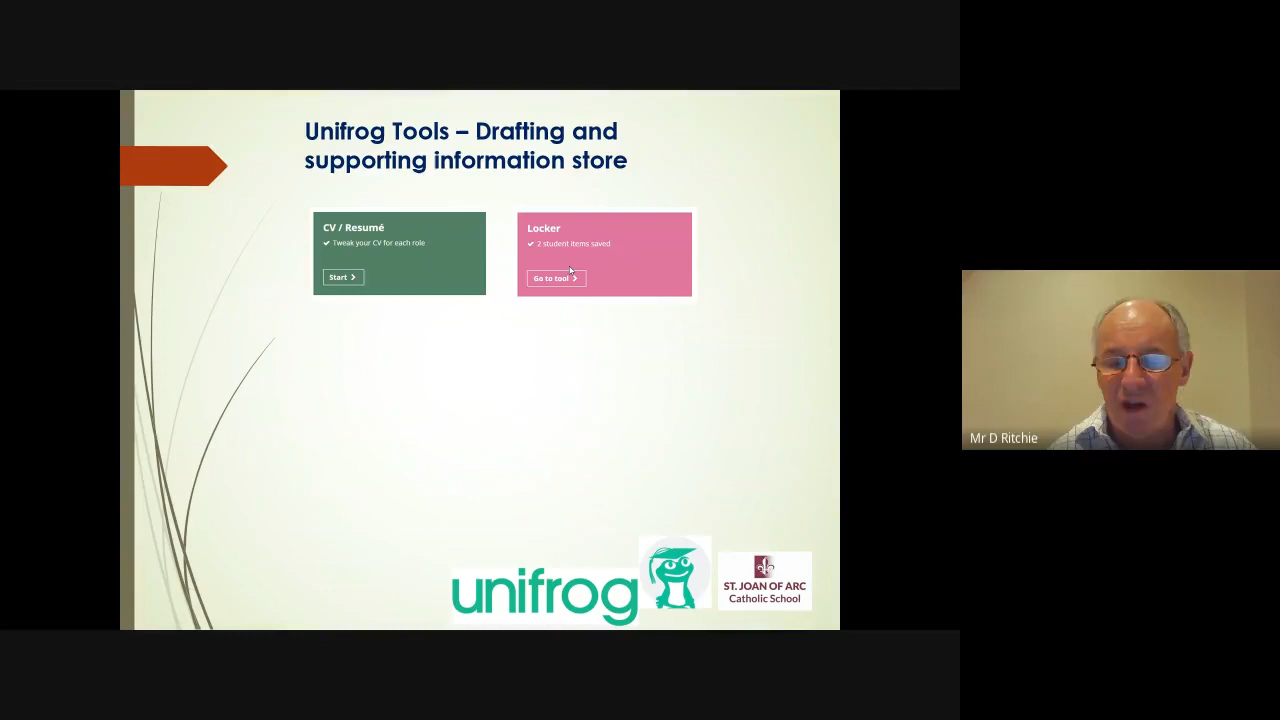 Unifrog Tools – Drafting and
supporting information store
CV / Resumé
✔ Tweak your CV for each role
Start >
Locker
✔ 2 student items saved
Go to tool >
unifrog
ST. JOAN OF ARC
Catholic School
Mr D Ritchie